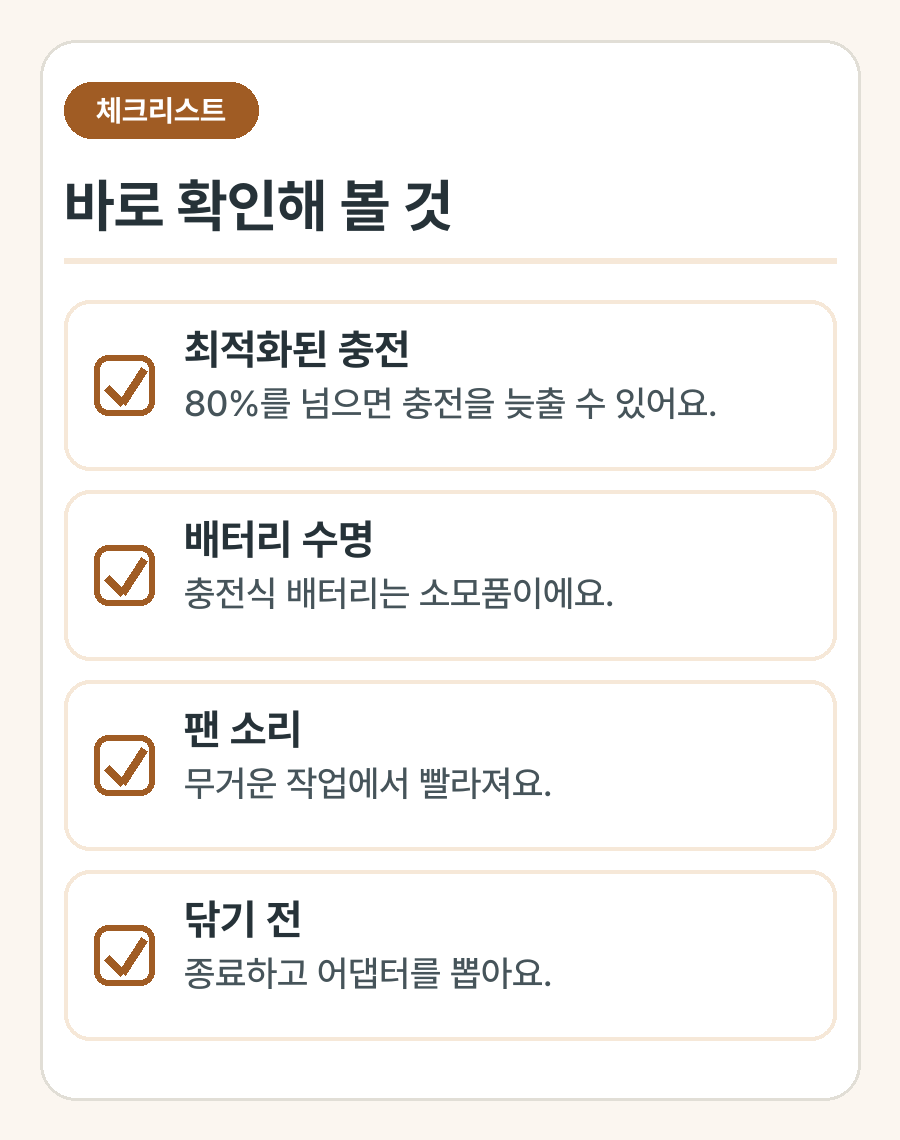 체크리스트
바로 확인해 볼 것
최적화된 충전
80%를 넘으면 충전을 늦출 수 있어요.
배터리 수명
충전식 배터리는 소모품이에요.
팬 소리
무거운 작업에서 빨라져요.
닦기 전
종료하고 어댑터를 뽑아요.